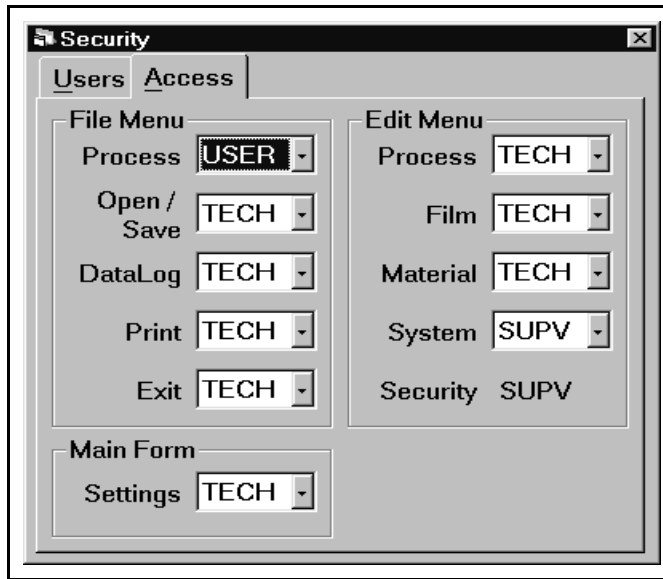 Security
Users Access
File Menu
Process USER
Open /
Save TECH
DataLog TECH
Print TECH
Exit TECH
Edit Menu
Process TECH
Film TECH
Material TECH
System SUPV
Security SUPV
Main Form
Settings TECH